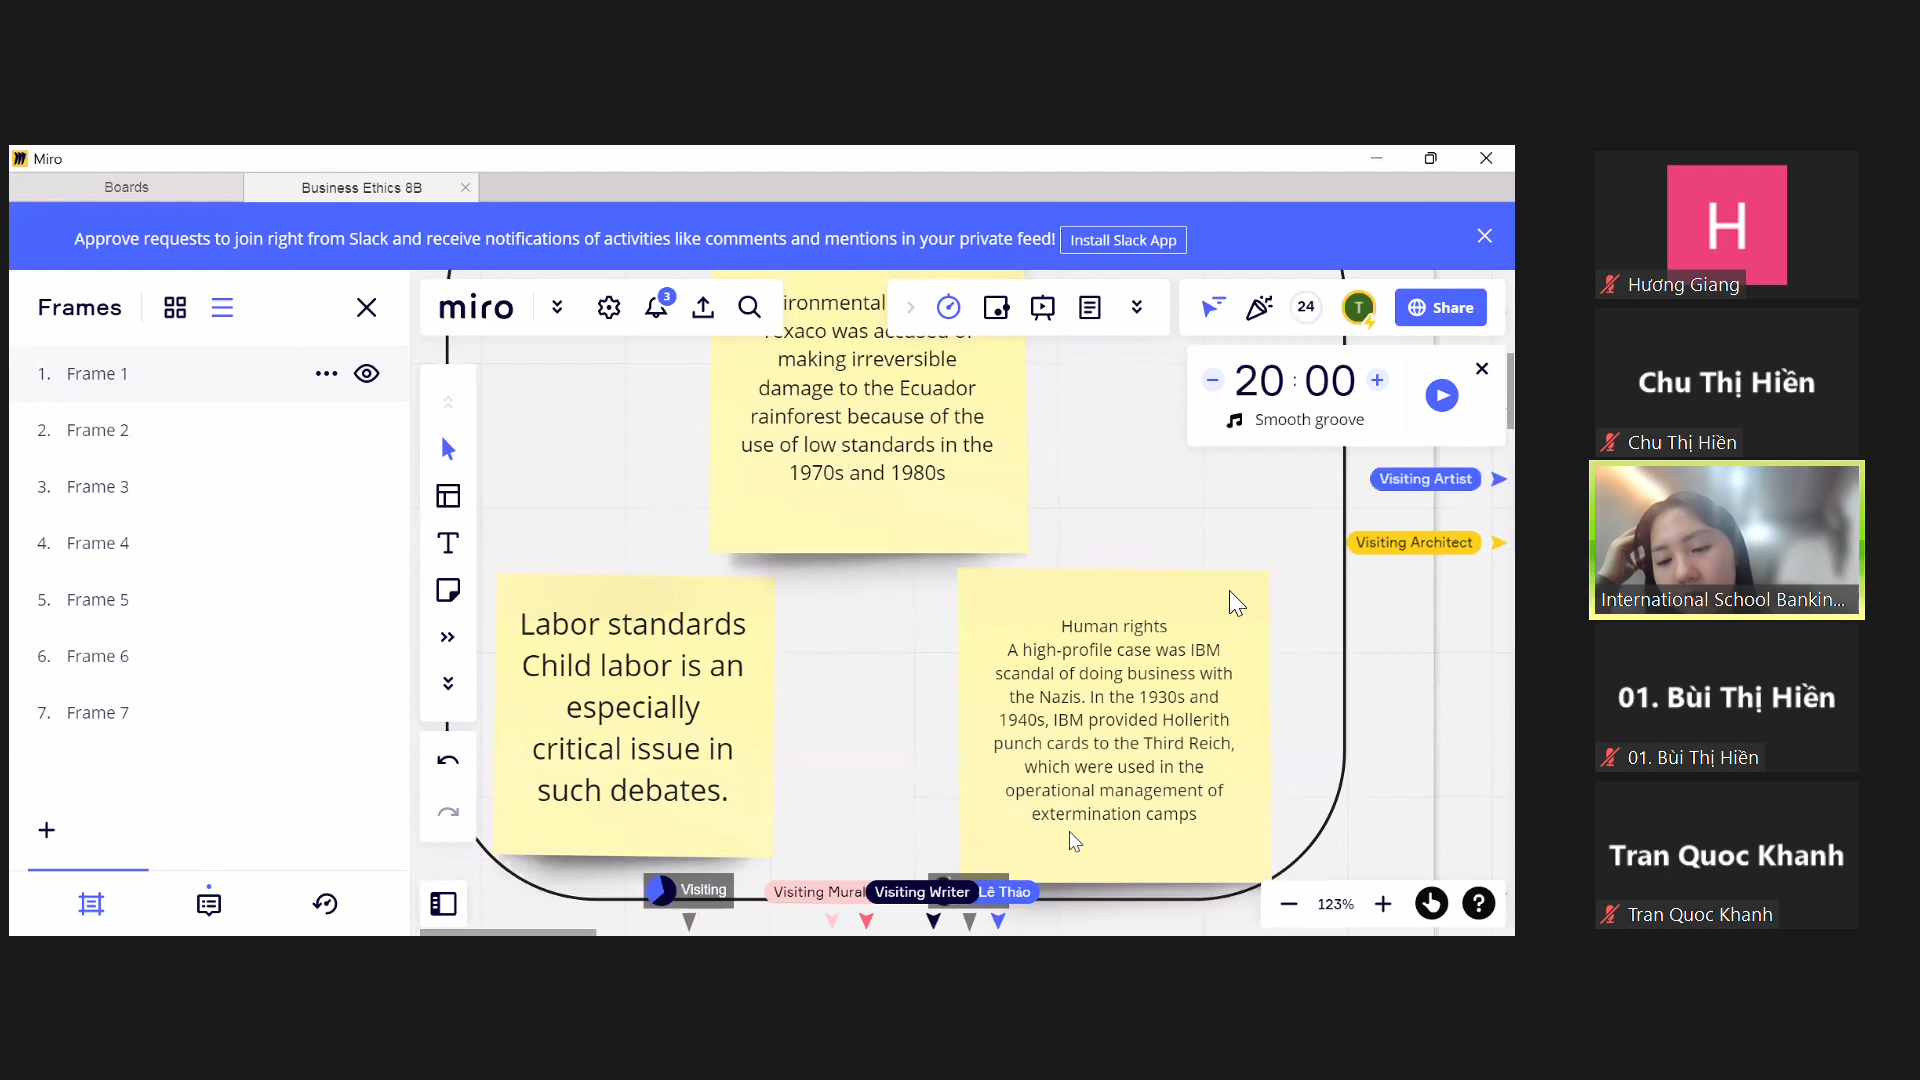 Miro
Boards
Business Ethics 8B
Approve requests to join right from Slack and receive notifications of activities like comments and mentions in your private feed! Install Slack App
Frames
1. Frame 1
2. Frame 2
3. Frame 3
4. Frame 4
5. Frame 5
6. Frame 6
7. Frame 7
miro
3
24
T
Share
20 : 00
Smooth groove
Visiting Artist
Visiting Architect
ironmental
Texaco was accused of
making irreversible
damage to the Ecuador
rainforest because of the
use of low standards in the
1970s and 1980s
Labor standards
Child labor is an
especially
critical issue in
such debates.
Human rights
A high-profile case was IBM
scandal of doing business with
the Nazis. In the 1930s and
1940s, IBM provided Hollerith
punch cards to the Third Reich,
which were used in the
operational management of
extermination camps
Visiting
Visiting Mural
Visiting Writer
Lê Thảo
123%
H
Hương Giang
Chu Thị Hiền
Chu Thị Hiền
International School Bankin...
01. Bùi Thị Hiền
01. Bùi Thị Hiền
Tran Quoc Khanh
Tran Quoc Khanh